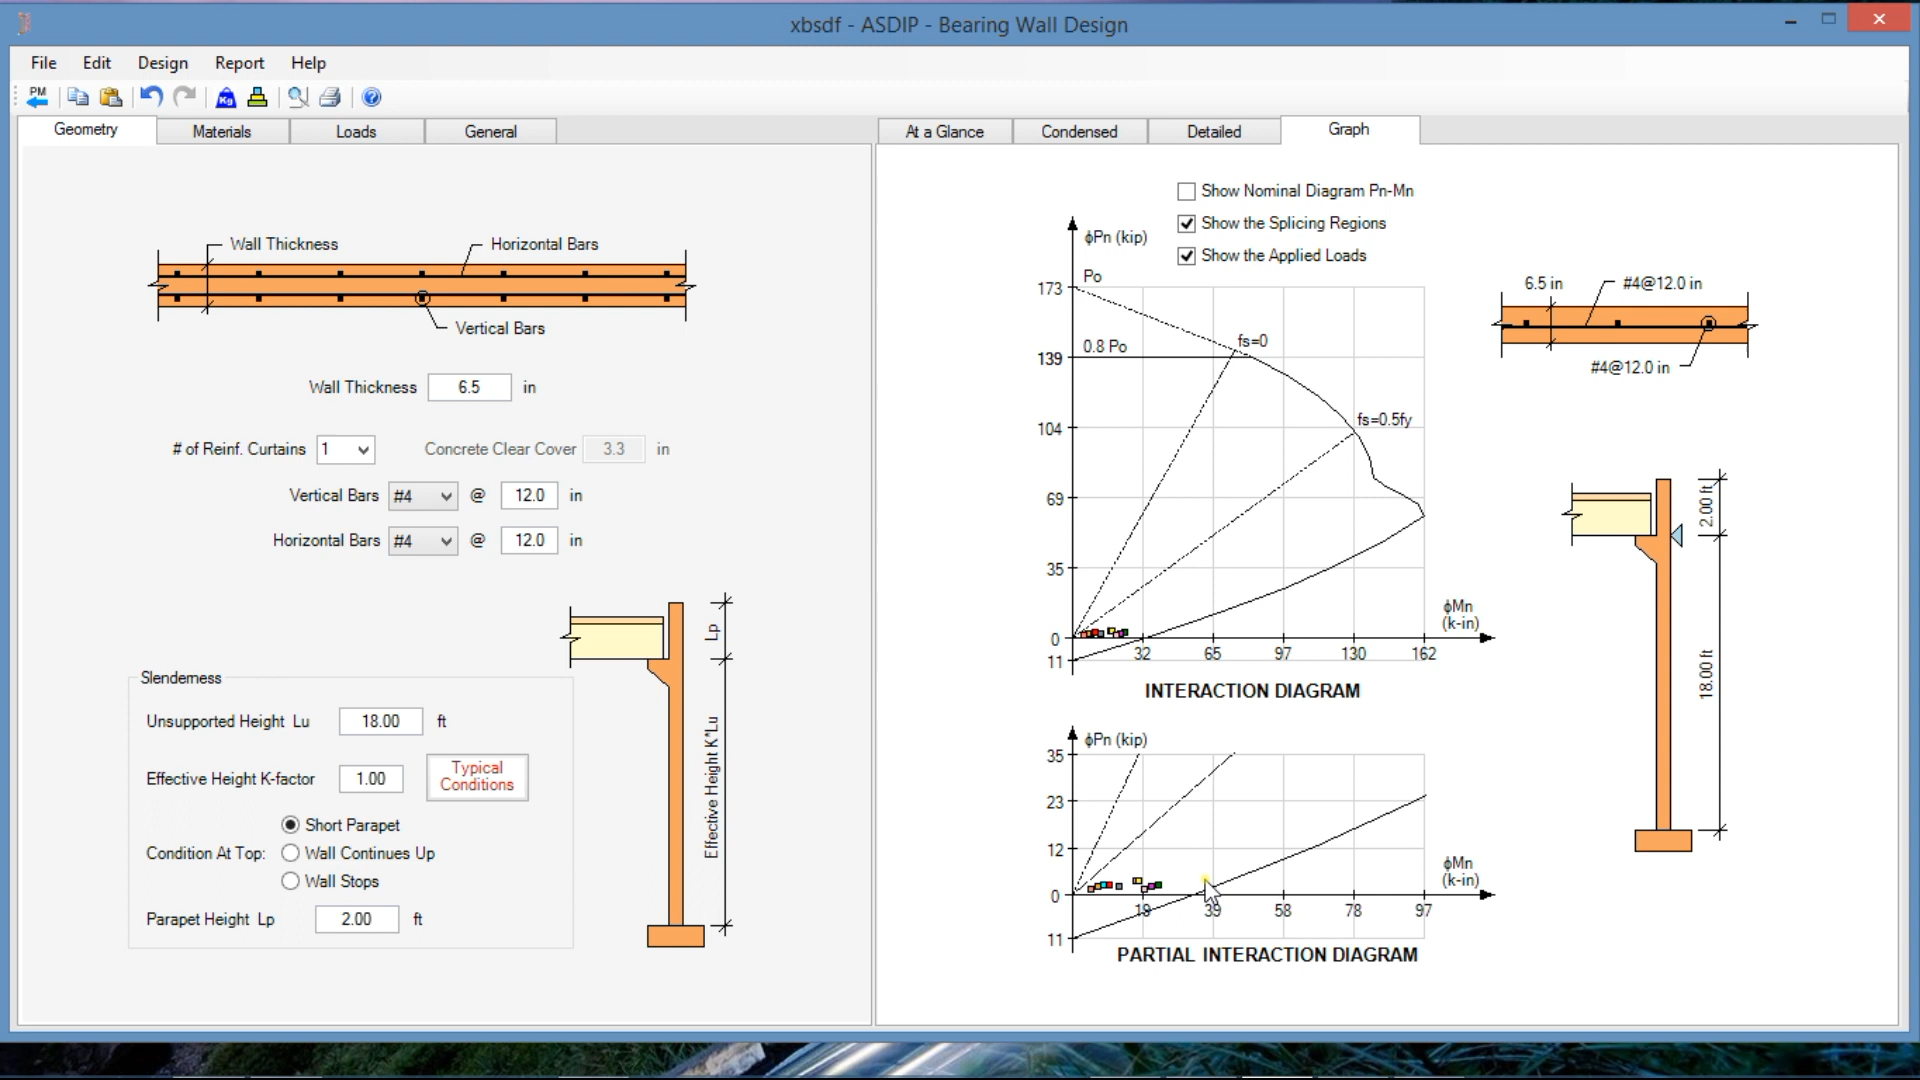 xbsdf - ASDIP - Bearing Wall Design
File Edit Design Report Help
PM Kg ?
Geometry Materials Loads General
Wall Thickness Horizontal Bars
Vertical Bars
Wall Thickness 6.5 in
# of Reinf. Curtains 1 Concrete Clear Cover 3.3 in
Vertical Bars #4 @ 12.0 in
Horizontal Bars #4 @ 12.0 in
Slenderness
Unsupported Height Lu 18.00 ft
Effective Height K-factor 1.00 Typical
Conditions
Condition At Top:
Short Parapet
Wall Continues Up
Wall Stops
Parapet Height Lp 2.00 ft
Lp
Effective Height K*Lu
At a Glance Condensed Detailed Graph
Show Nominal Diagram Pn-Mn
Show the Splicing Regions
Show the Applied Loads
ϕPn (kip)
Po
173
0.8 Po
139
fs=0
104
fs=0.5fy
69
35
0
11
32 65 97 130 162
ϕMn
(k-in)
INTERACTION DIAGRAM
ϕPn (kip)
35
23
12
0
11
19 39 58 78 97
ϕMn
(k-in)
PARTIAL INTERACTION DIAGRAM
6.5 in #4@12.0 in
#4@12.0 in
2.00 ft
18.00 ft